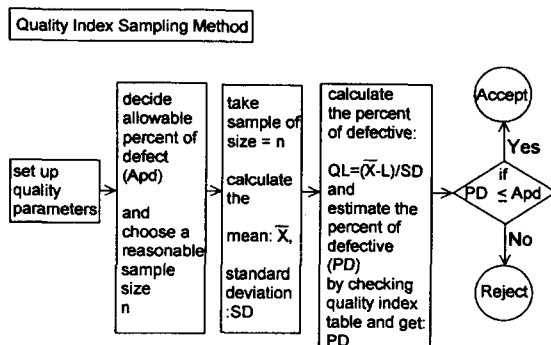 Quality Index Sampling Method
set up
quality
parameters
decide
allowable
percent of
defect
(Apd)
and
choose a
reasonable
sample
size
n
take
sample of
size = n
calculate
the
mean: X̅,
standard
deviation
:SD
calculate
the percent
of defective:
QL=(X̅-L)/SD
and
estimate the
percent of
defective
(PD)
by checking
quality index
table and get:
PD
if
PD ≤ Apd
Yes
Accept
No
Reject